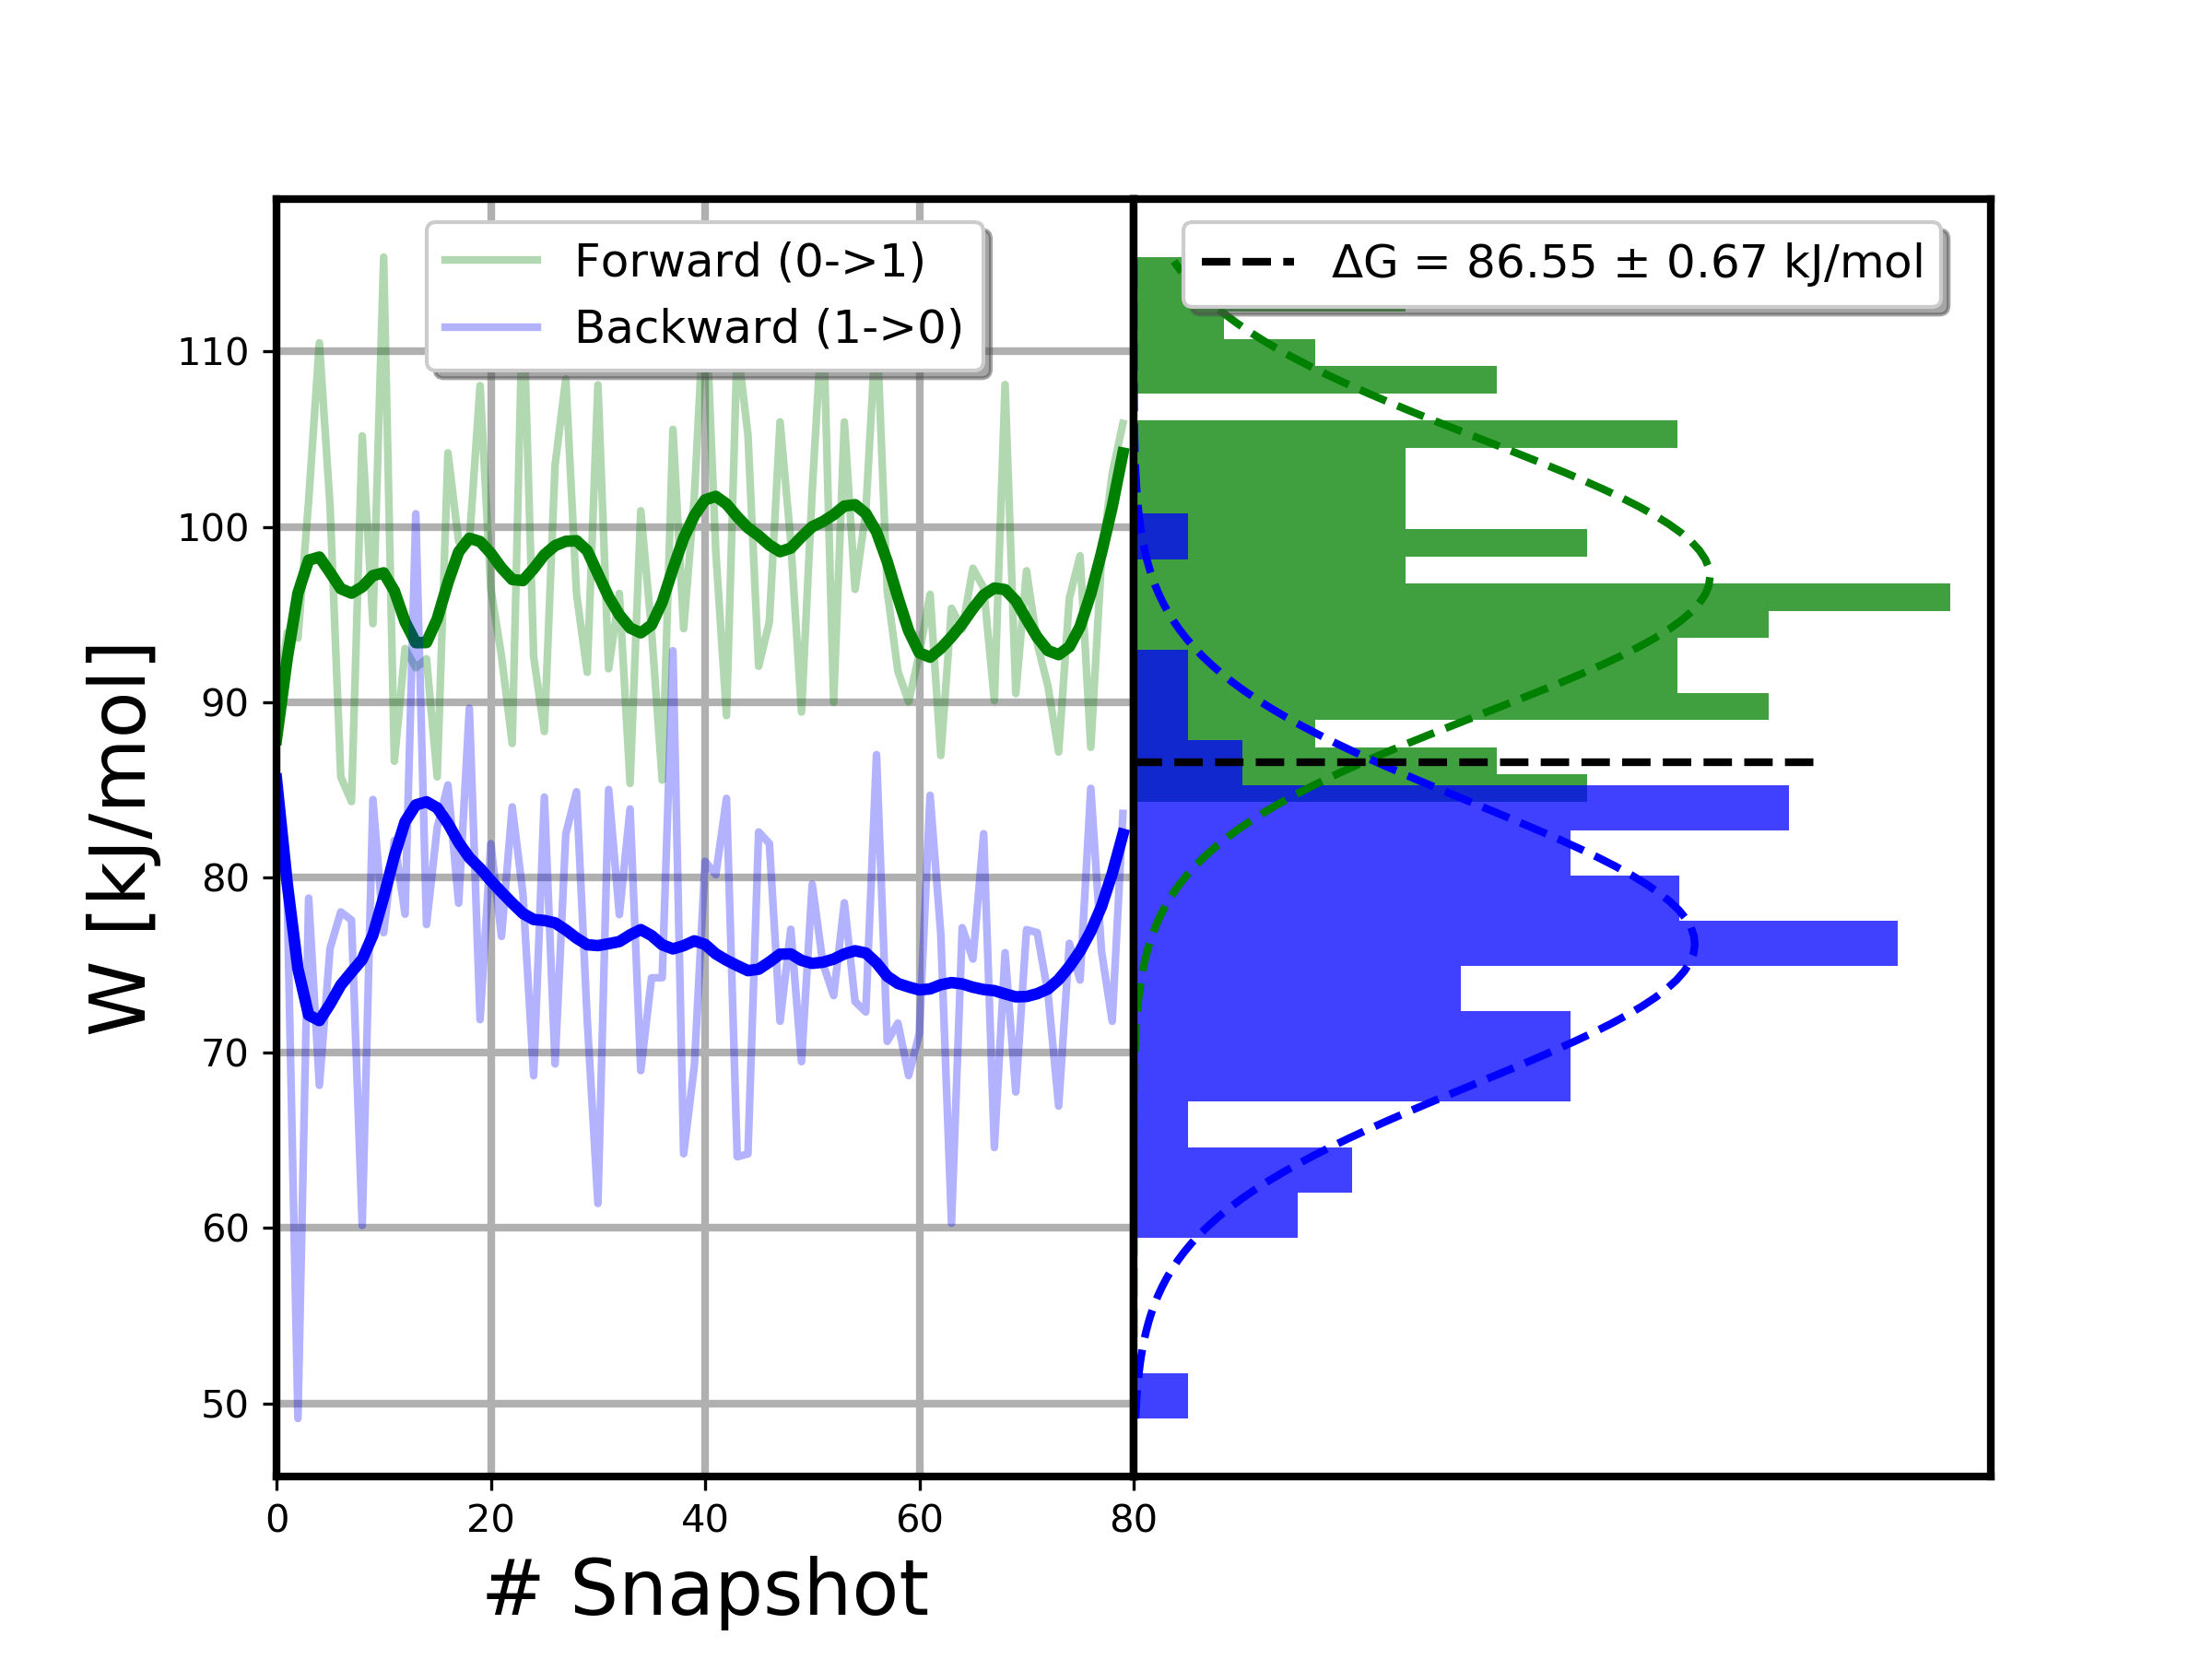 Forward (0->1)
Backward (1->0)
ΔG = 86.55 ± 0.67 kJ/mol
W [kJ/mol]
110
100
90
80
70
60
50
0 20 40 60 80
# Snapshot